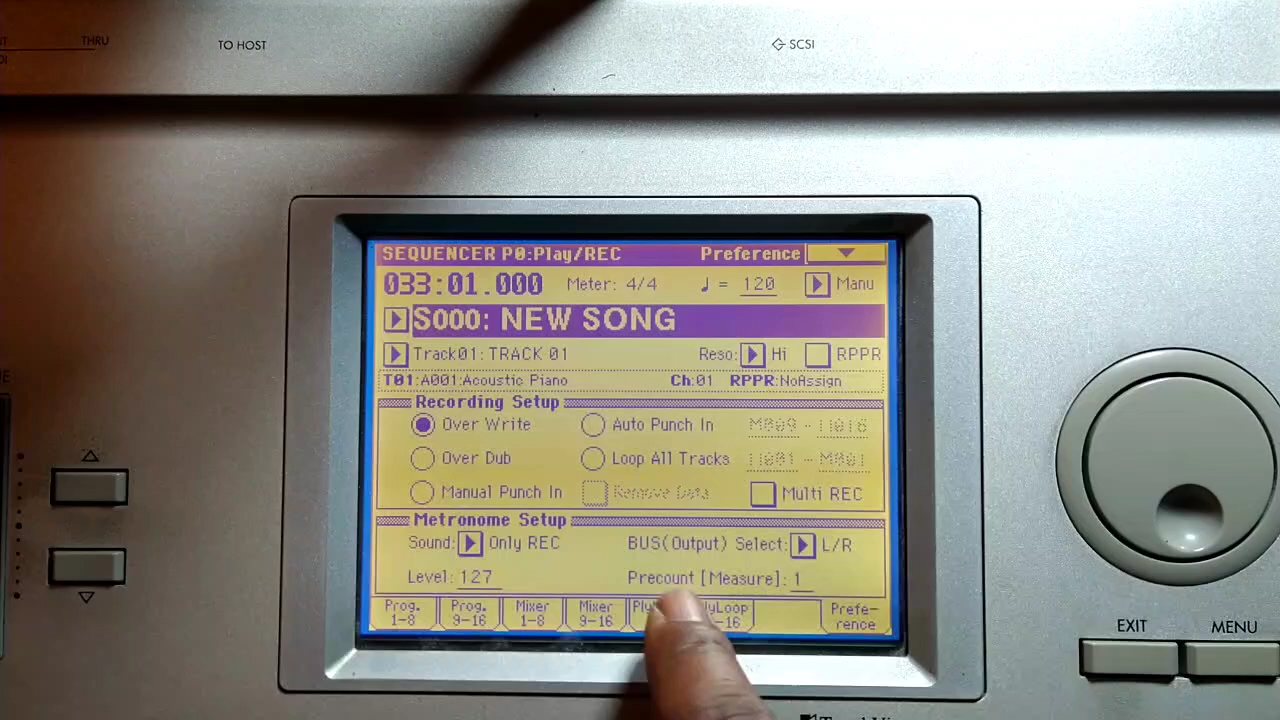 THRU
TO HOST
SCSI
SEQUENCER P0:Play/REC Preference
033:01.000 Meter: 4/4 ♩ = 120 Manu
S000: NEW SONG
Track01: TRACK 01 Reso: Hi RPPR
T01:A001:Acoustic Piano Ch:01 RPPR:NoAssign
Recording Setup
Over Write Auto Punch In
Over Dub Loop All Tracks
Manual Punch In Remove Data Multi REC
Metronome Setup
Sound: Only REC BUS(Output) Select: L/R
Level: 127 Precount [Measure]: 1
Prog. 1-8
Prog. 9-16
Mixer 1-8
Mixer 9-16
Prefe-
rence
EXIT MENU